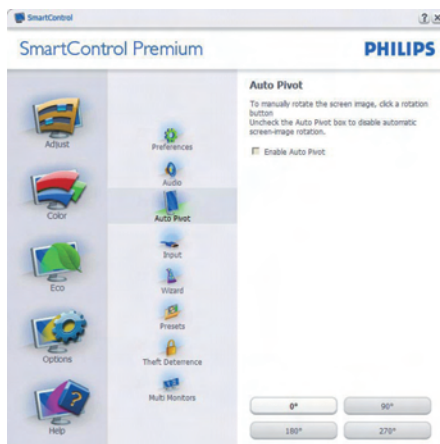 SmartControl
SmartControl Premium
PHILIPS
Adjust
Color
Eco
Options
Help
Preferences
Audio
Auto Pivot
Input
Wizard
Presets
Theft Deterrence
Multi Monitors
Auto Pivot
To manually rotate the screen image, click a rotation
button
Uncheck the Auto Pivot box to disable automatic
screen-image rotation.
Enable Auto Pivot
0°
90°
180°
270°